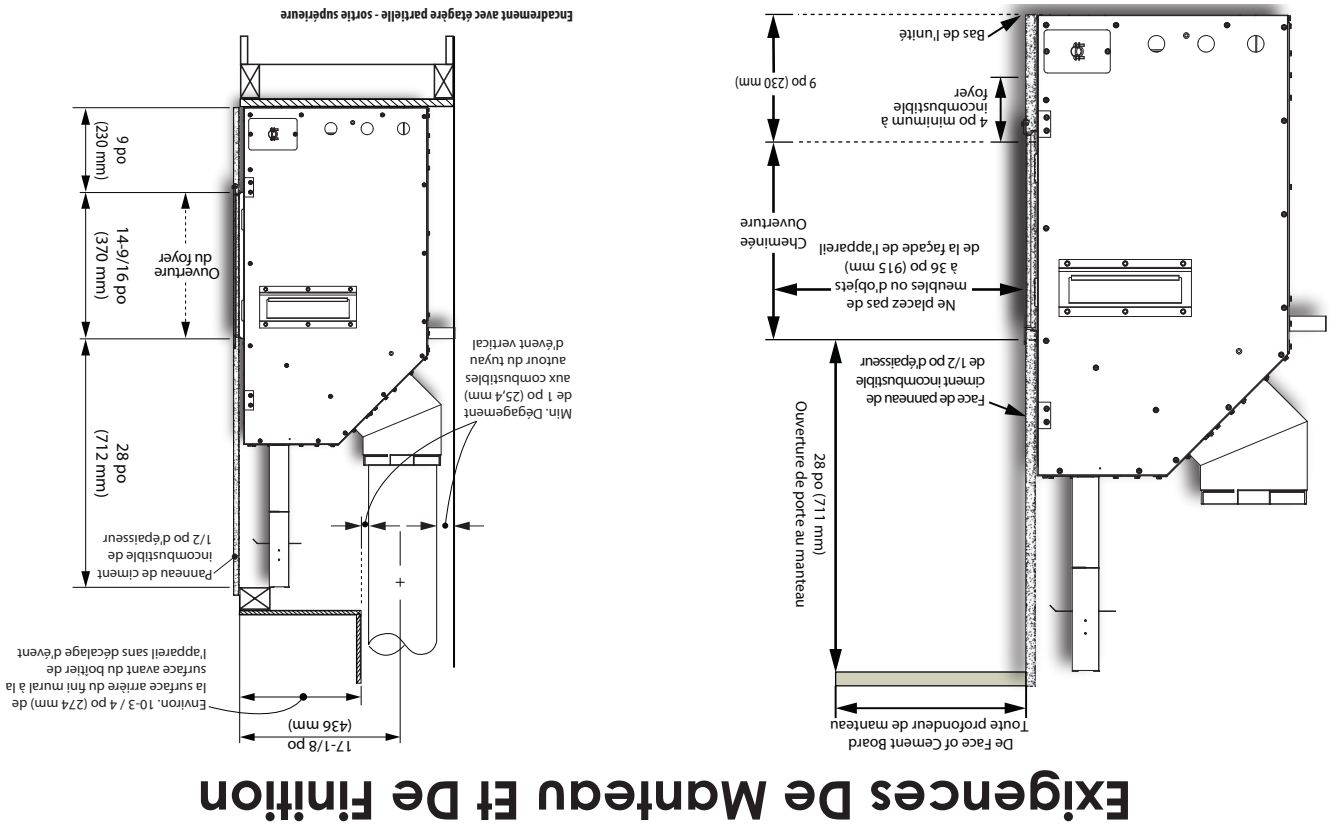 Exigences De Manteau Et De Finition
De Face of Cement Board
Toute profondeur de manteau
28 po (711 mm)
Ouverture de porte au manteau
Face de panneau de
ciment incombustible
de 1/2 po d'épaisseur
Ne placez pas de
meubles ou d'objets
à 36 po (915 mm)
de la façade de l'appareil
Cheminée
Ouverture
4 po minimum à
incombustible
foyer
9 po (230 mm)
Bas de l'unité
17-1/8 po
(436 mm)
Environ. 10-3 / 4 po (274 mm) de
la surface arrière du fini mural à la
surface avant du boîtier de
l'appareil sans décalage d'évent
Panneau de ciment
incombustible de
1/2 po d'épaisseur
28 po
(712 mm)
Min. Dégagement
de 1 po (25,4 mm)
aux combustibles
autour du tuyau
d'évent vertical
Ouverture
du foyer
14-9/16 po
(370 mm)
9 po
(230 mm)
Encadrement avec étagère partielle - sortie supérieure